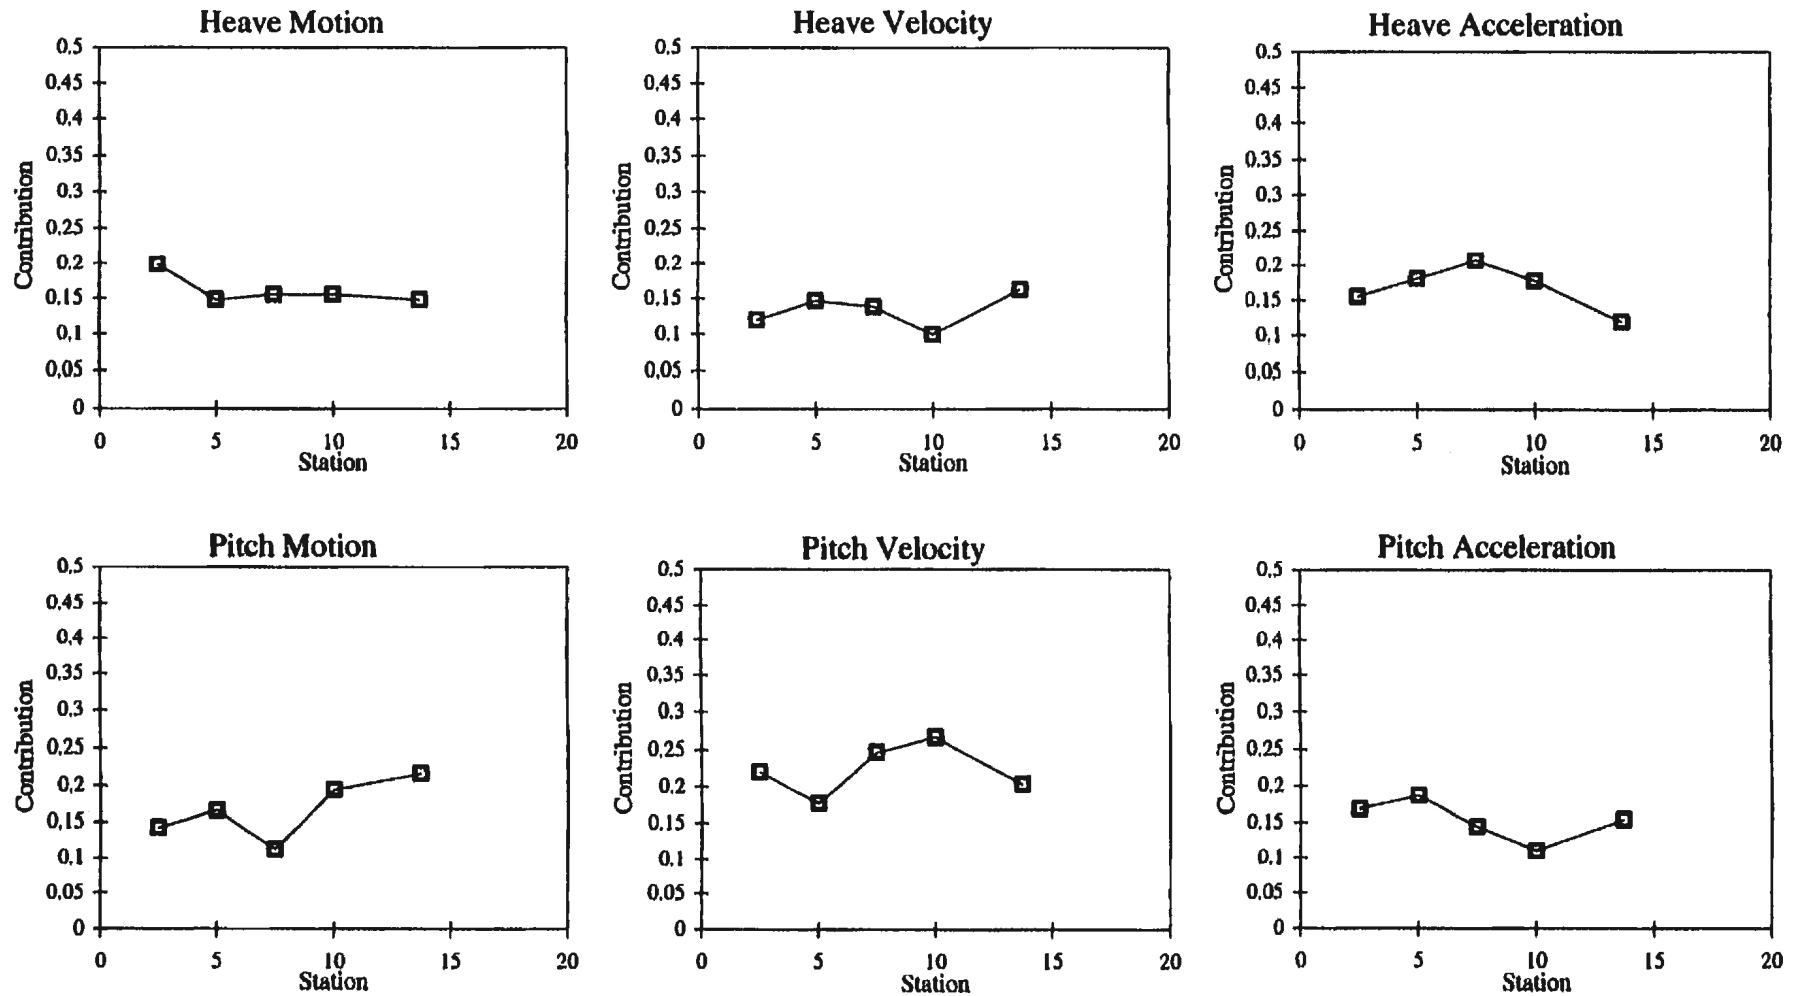 Heave Motion
0,5
0,45
0,4
0,35
0,3
0,25
0,2
0,15
0,1
0,05
0
Contribution
0 5 10 15 20
Station
Heave Velocity
0,5
0,45
0,4
0,35
0,3
0,25
0,2
0,15
0,1
0,05
0
Contribution
0 5 10 15 20
Station
Heave Acceleration
0,5
0,45
0,4
0,35
0,3
0,25
0,2
0,15
0,1
0,05
0
Contribution
0 5 10 15 20
Station
Pitch Motion
0,5
0,45
0,4
0,35
0,3
0,25
0,2
0,15
0,1
0,05
0
Contribution
0 5 10 15 20
Station
Pitch Velocity
0,5
0,45
0,4
0,35
0,3
0,25
0,2
0,15
0,1
0,05
0
Contribution
0 5 10 15 20
Station
Pitch Acceleration
0,5
0,45
0,4
0,35
0,3
0,25
0,2
0,15
0,1
0,05
0
Contribution
0 5 10 15 20
Station